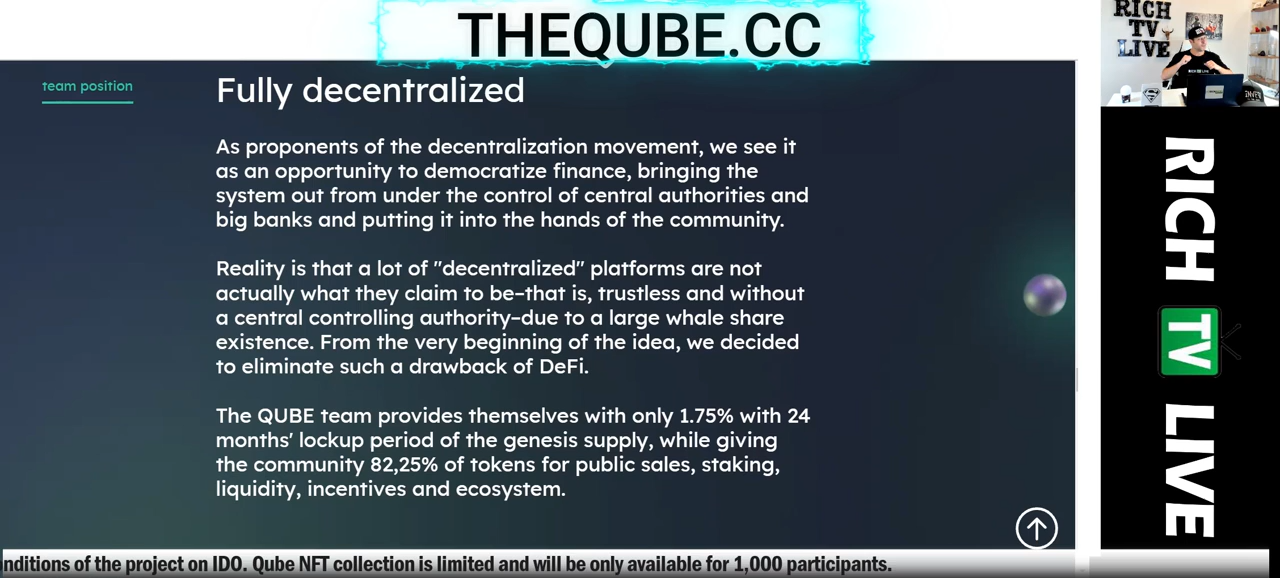 THEQUBE.CC
RICH
TV
LIVE
team position
Fully decentralized
As proponents of the decentralization movement, we see it
as an opportunity to democratize finance, bringing the
system out from under the control of central authorities and
big banks and putting it into the hands of the community.
Reality is that a lot of "decentralized" platforms are not
actually what they claim to be–that is, trustless and without
a central controlling authority–due to a large whale share
existence. From the very beginning of the idea, we decided
to eliminate such a drawback of DeFi.
The QUBE team provides themselves with only 1.75% with 24
months' lockup period of the genesis supply, while giving
the community 82,25% of tokens for public sales, staking,
liquidity, incentives and ecosystem.
RICH TV LIVE
nditions of the project on IDO. Qube NFT collection is limited and will be only available for 1,000 participants.